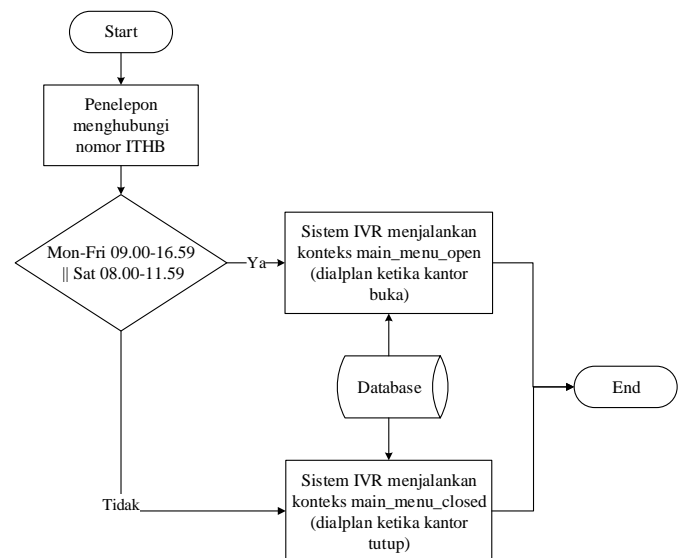 Start
Penelepon
menghubungi
nomor ITHB
Mon-Fri 09.00-16.59
|| Sat 08.00-11.59
Ya
Sistem IVR menjalankan
konteks main_menu_open
(dialplan ketika kantor
buka)
Database
End
Tidak
Sistem IVR menjalankan
konteks main_menu_closed
(dialplan ketika kantor
tutup)